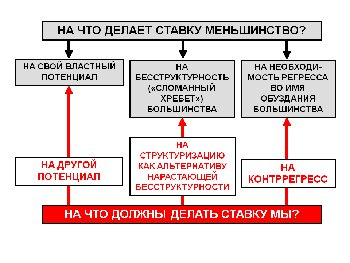 НА ЧТО ДЕЛАЕТ СТАВКУ МЕНЬШИНСТВО?
НА СВОЙ ВЛАСТНЫЙ
ПОТЕНЦИАЛ
НА
БЕССТРУКТУРНОСТЬ
(«СЛОМАННЫЙ
ХРЕБЕТ»)
БОЛЬШИНСТВА
НА НЕОБХОДИ-
МОСТЬ РЕГРЕССА
ВО ИМЯ
ОБУЗДАНИЯ
БОЛЬШИНСТВА
НА ДРУГОЙ
ПОТЕНЦИАЛ
НА
СТРУКТУРИЗАЦИЮ
КАК АЛЬТЕРНАТИВУ
НАРАСТАЮЩЕЙ
БЕССТРУКТУРНОСТИ
НА
КОНТРРЕГРЕСС
НА ЧТО ДОЛЖНЫ ДЕЛАТЬ СТАВКУ МЫ?